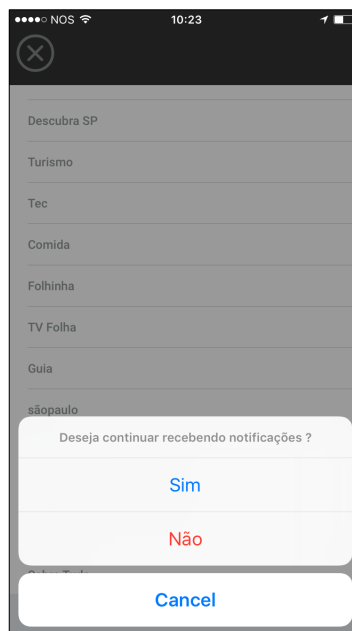 NOS 10:23
Descubra SP
Turismo
Tec
Comida
Folhinha
TV Folha
Guia
sãopaulo
Deseja continuar recebendo notificações ?
Sim
Não
Cancel